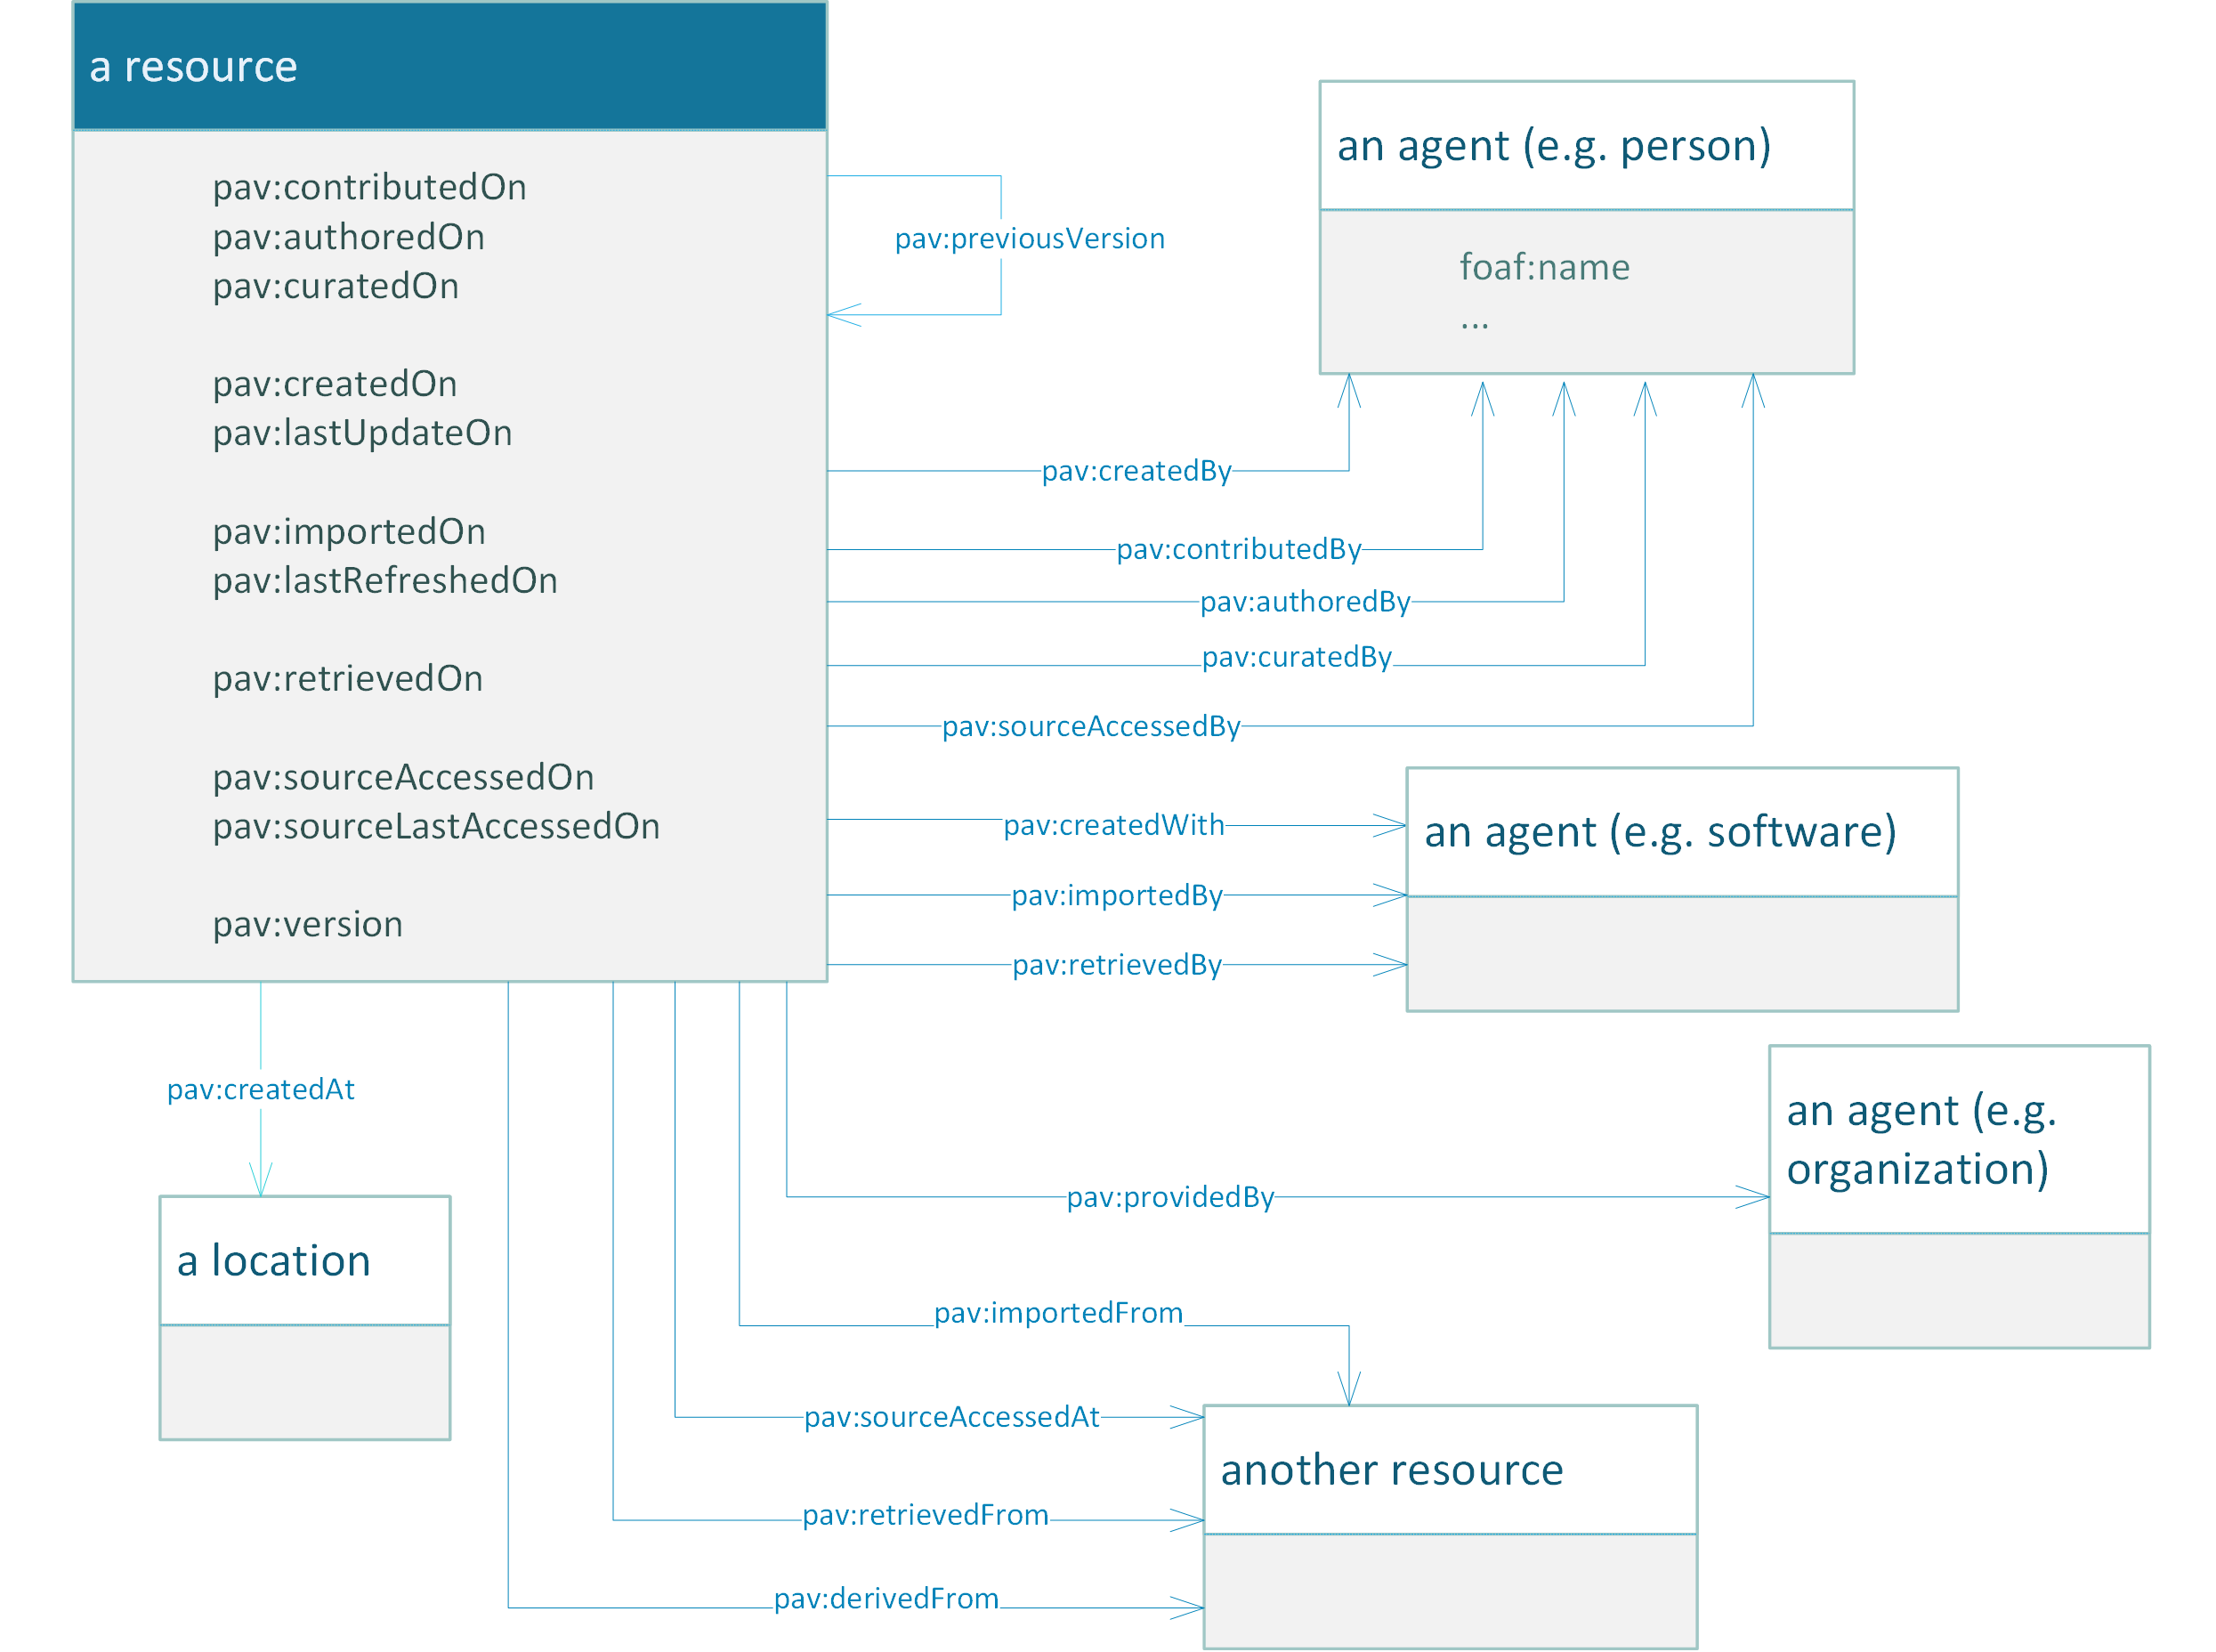 a resource
pav:contributedOn
pav:authoredOn
pav:curatedOn
pav:createdOn
pav:lastUpdateOn
pav:importedOn
pav:lastRefreshedOn
pav:retrievedOn
pav:sourceAccessedOn
pav:sourceLastAccessedOn
pav:version
pav:previousVersion
an agent (e.g. person)
foaf:name
...
pav:createdBy
pav:contributedBy
pav:authoredBy
pav:curatedBy
pav:sourceAccessedBy
pav:createdWith
pav:importedBy
pav:retrievedBy
an agent (e.g. software)
pav:createdAt
a location
pav:providedBy
an agent (e.g.
organization)
pav:importedFrom
pav:sourceAccessedAt
pav:retrievedFrom
pav:derivedFrom
another resource